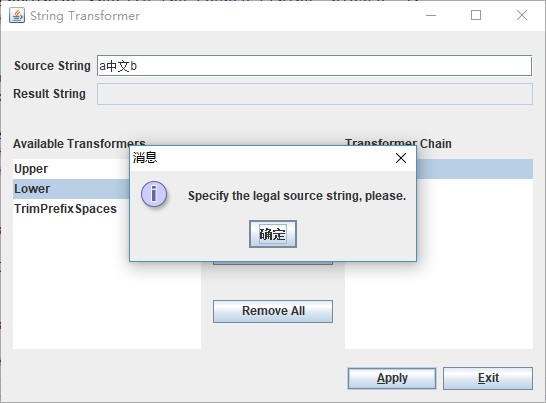 String Transformer
Source String a中文b
Result String
Available Transformers
Transformer Chain
Upper
Lower
TrimPrefixSpaces
消息
Specify the legal source string, please.
确定
Remove All
Apply
Exit